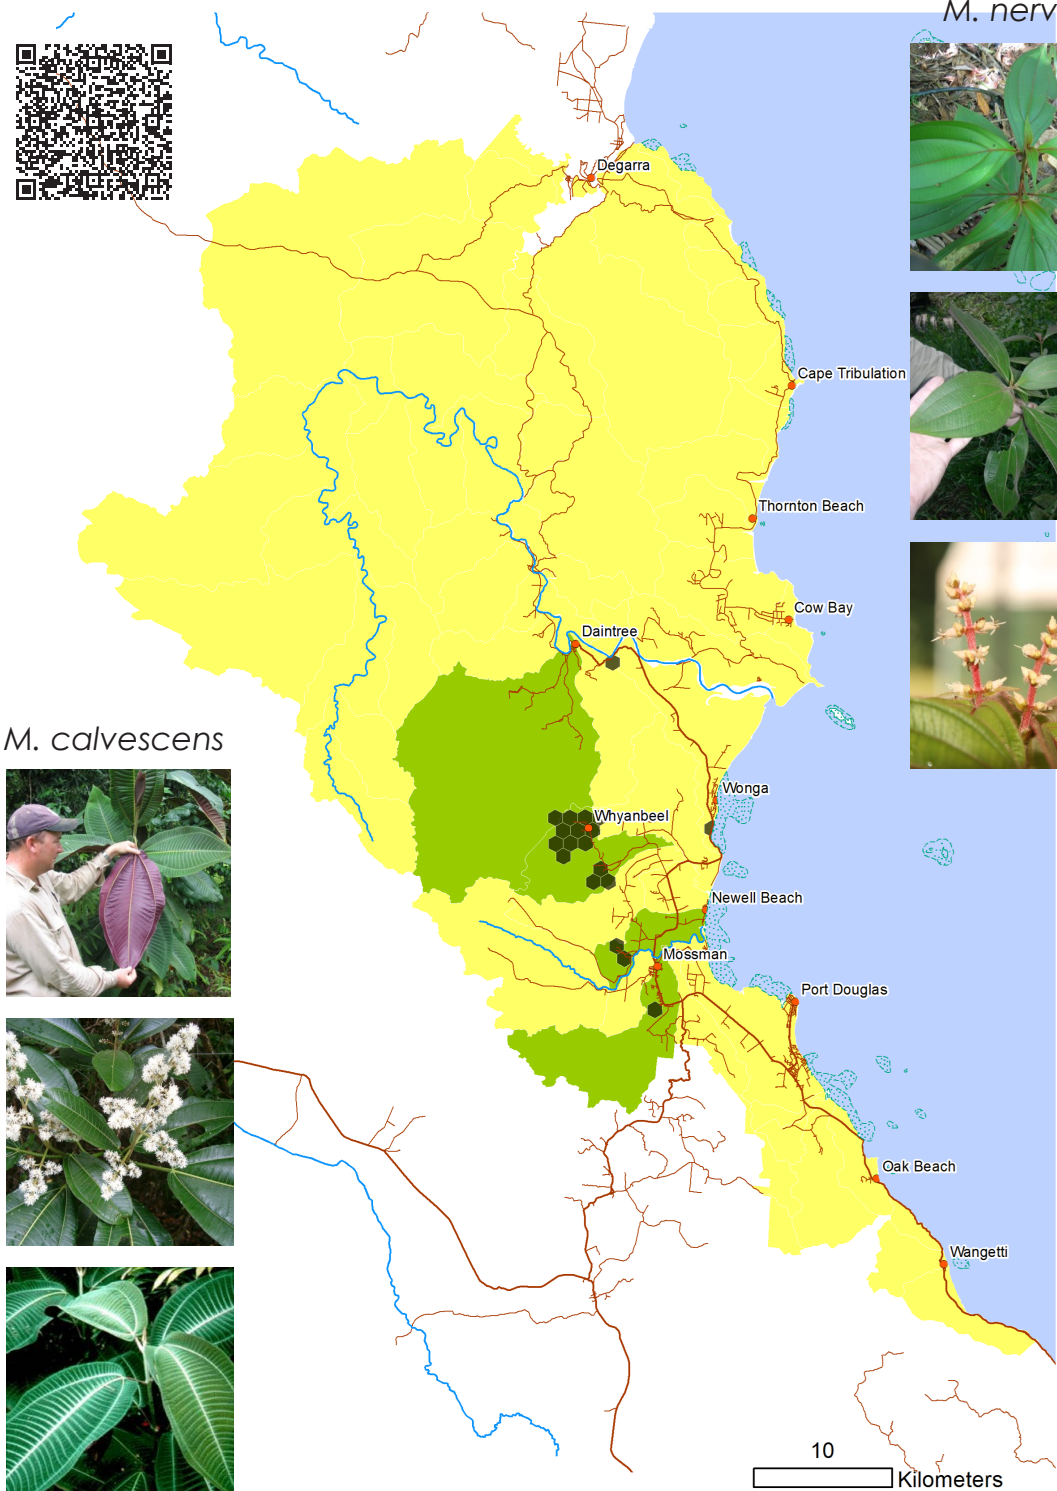 M. nerv
Degarra
Cape Tribulation
Thornton Beach
Cow Bay
Daintree
M. calvescens
Wonga
Whyanbeel
Newell Beach
Mossman
Port Douglas
Oak Beach
Wangetti
10
Kilometers